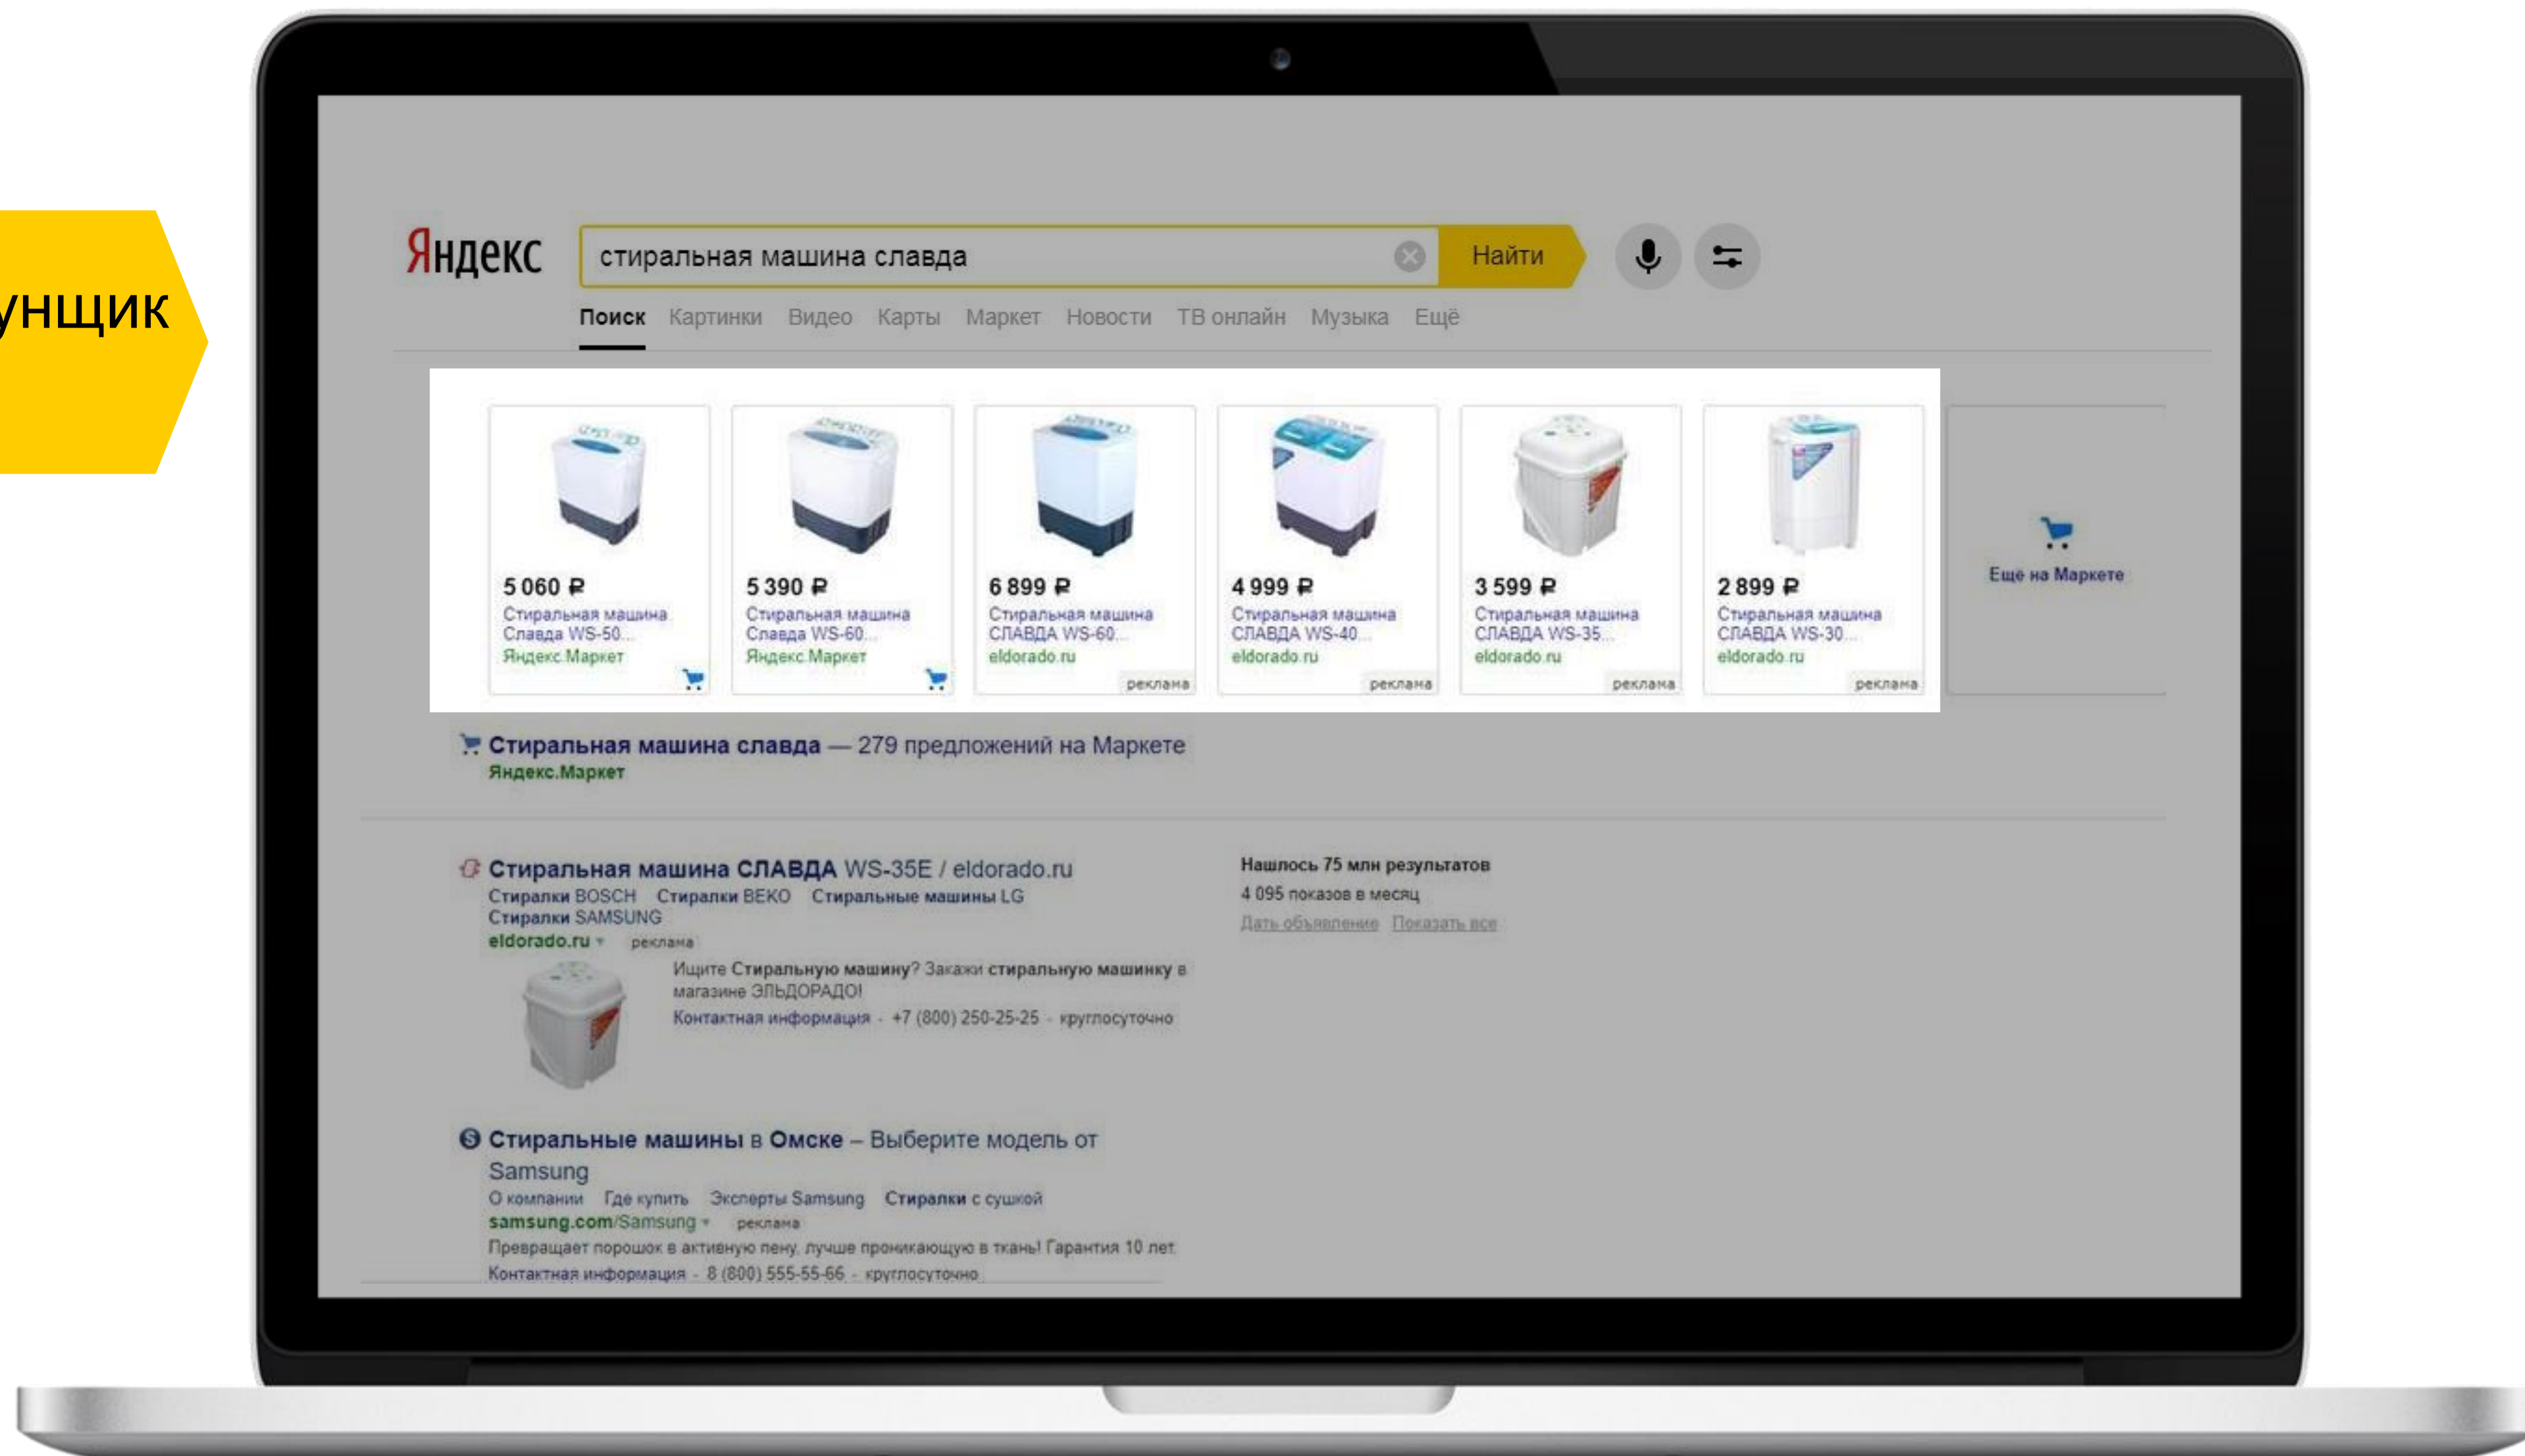 Яндекс
стиральная машина славда
Найти
Поиск Картинки Видео Карты Маркет Новости ТВ онлайн Музыка Ещё
5 060 ₽
Стиральная машина
Славда WS-50...
Яндекс.Маркет
5 390 ₽
Стиральная машина
Славда WS-60...
Яндекс.Маркет
6 899 ₽
Стиральная машина
СЛАВДА WS-60...
eldorado.ru
реклама
4 999 ₽
Стиральная машина
СЛАВДА WS-40...
eldorado.ru
реклама
3 599 ₽
Стиральная машина
СЛАВДА WS-35...
eldorado.ru
реклама
2 899 ₽
Стиральная машина
СЛАВДА WS-30...
eldorado.ru
реклама
Ещё на Маркете
Стиральная машина славда — 279 предложений на Маркете
Яндекс.Маркет
Стиральная машина СЛАВДА WS-35E / eldorado.ru
Стиралки BOSCH Стиралки BEKO Стиральные машины LG
Стиралки SAMSUNG
eldorado.ru реклама
Ищите Стиральную машину? Закажи стиральную машинку в
магазине ЭЛЬДОРАДО!
Контактная информация - +7 (800) 250-25-25 - круглосуточно
Нашлось 75 млн результатов
4 095 показов в месяц
Дать объявление Показать все
Стиральные машины в Омске – Выберите модель от
Samsung
О компании Где купить Эксперты Samsung Стиралки с сушкой
samsung.com/Samsung реклама
Превращает порошок в активную пену, лучше проникающую в ткань! Гарантия 10 лет.
Контактная информация - 8 (800) 555-55-66 - круглосуточно